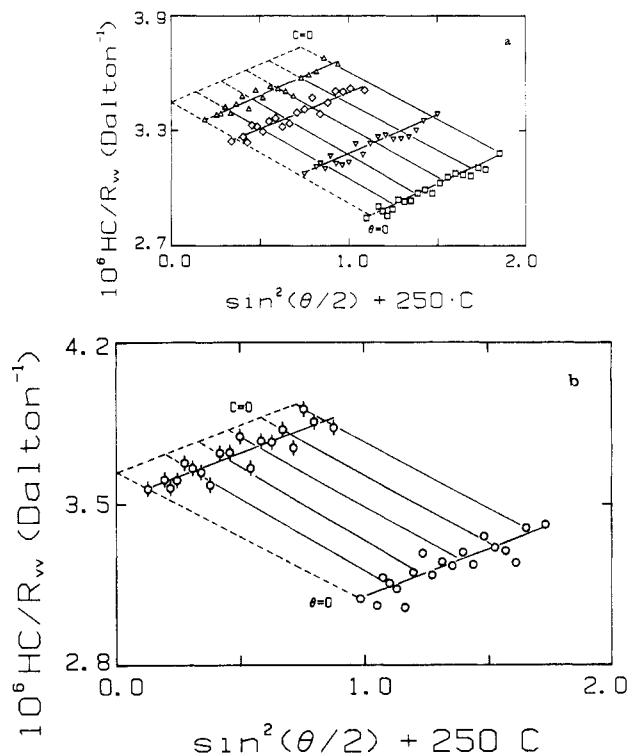 3.9
a
C=0
3.3
θ=0
2.7
0.0
1.0
2.0
10⁶HC/Rᵥᵥ (Dalton⁻¹)
sin²(θ/2) + 250·C
4.2
b
C=0
3.5
θ=0
2.8
0.0
1.0
2.0
10⁶HC/Rᵥᵥ (Dalton⁻¹)
sin²(θ/2) + 250 C